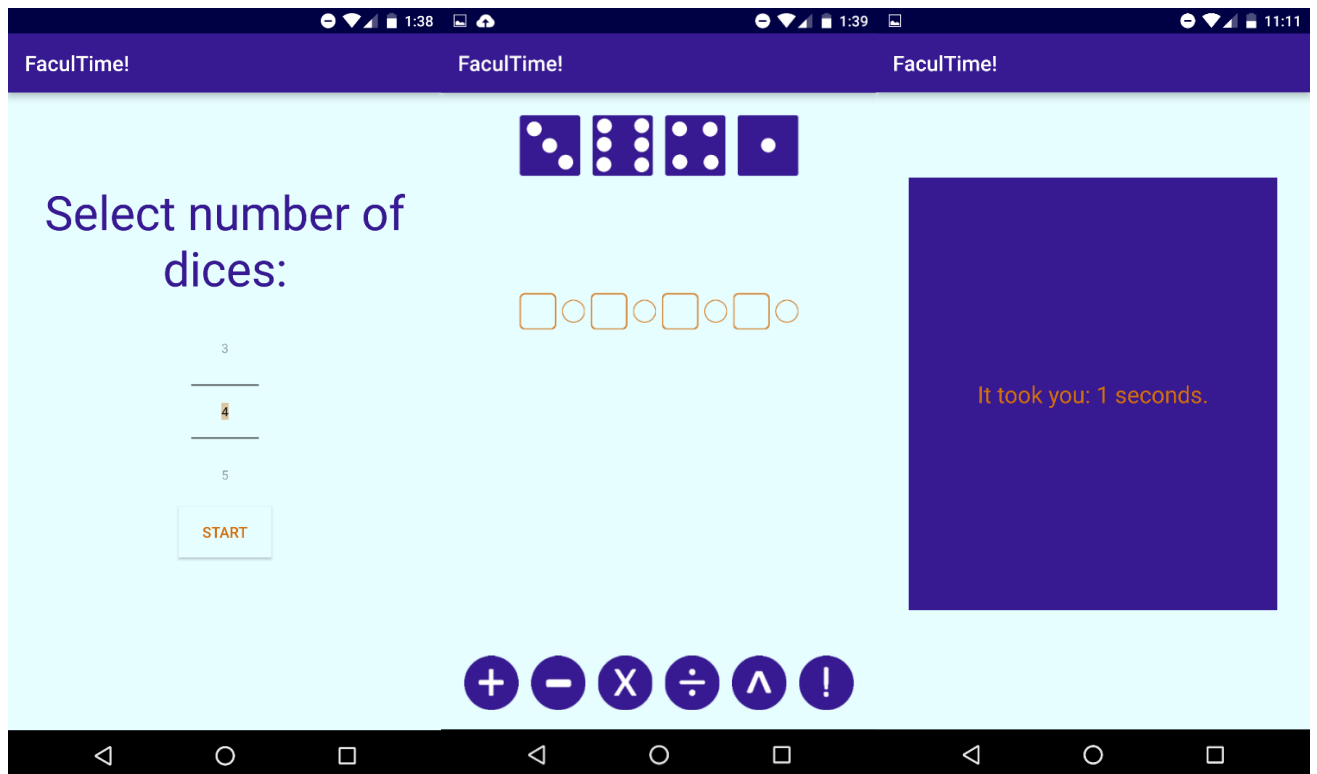 1:38
FaculTime!
Select number of
dices:
3
4
5
START
1:39
FaculTime!
+ − X ÷ ^ !
11:11
FaculTime!
It took you: 1 seconds.